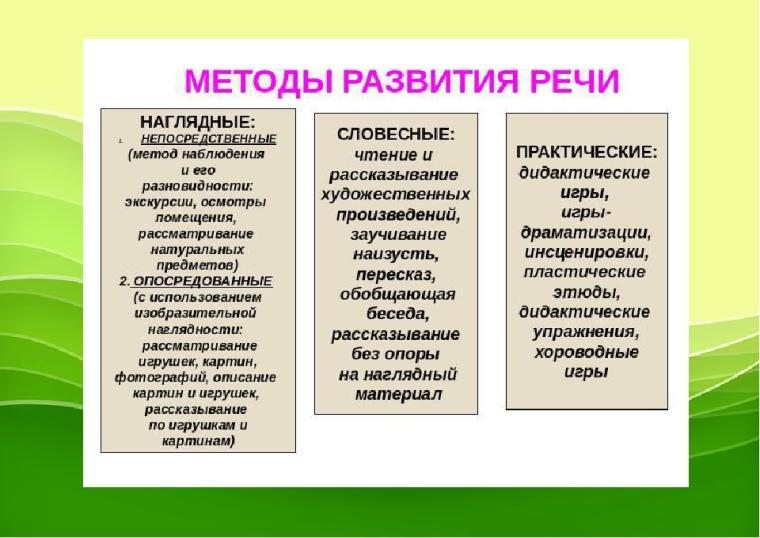 МЕТОДЫ РАЗВИТИЯ РЕЧИ
НАГЛЯДНЫЕ:
1. НЕПОСРЕДСТВЕННЫЕ
(метод наблюдения
и его
разновидности:
экскурсии, осмотры
помещения,
рассматривание
натуральных
предметов)
2. ОПОСРЕДОВАННЫЕ
(с использованием
изобразительной
наглядности:
рассматривание
игрушек, картин,
фотографий, описание
картин и игрушек,
рассказывание
по игрушкам и
картинам)
СЛОВЕСНЫЕ:
чтение и
рассказывание
художественных
произведений,
заучивание
наизусть,
пересказ,
обобщающая
беседа,
рассказывание
без опоры
на наглядный
материал
ПРАКТИЧЕСКИЕ:
дидактические
игры,
игры-
драматизации,
инсценировки,
пластические
этюды,
дидактические
упражнения,
хороводные
игры